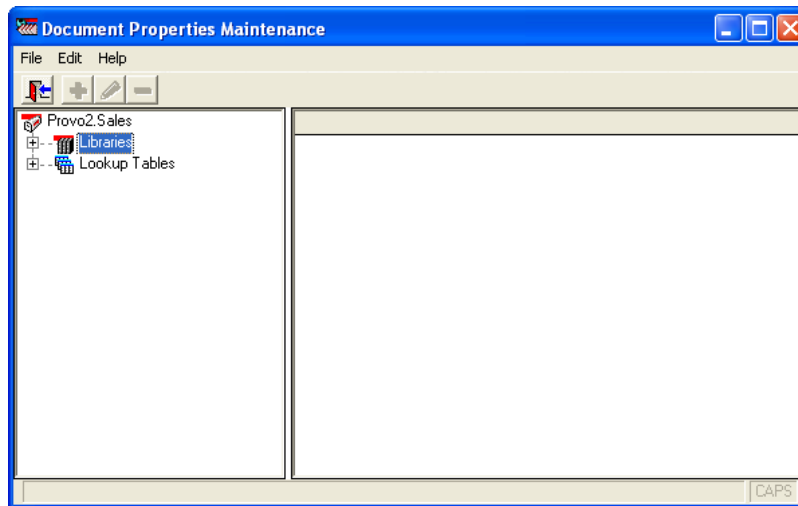 Document Properties Maintenance
File Edit Help
Provo2.Sales
Libraries
Lookup Tables
CAPS